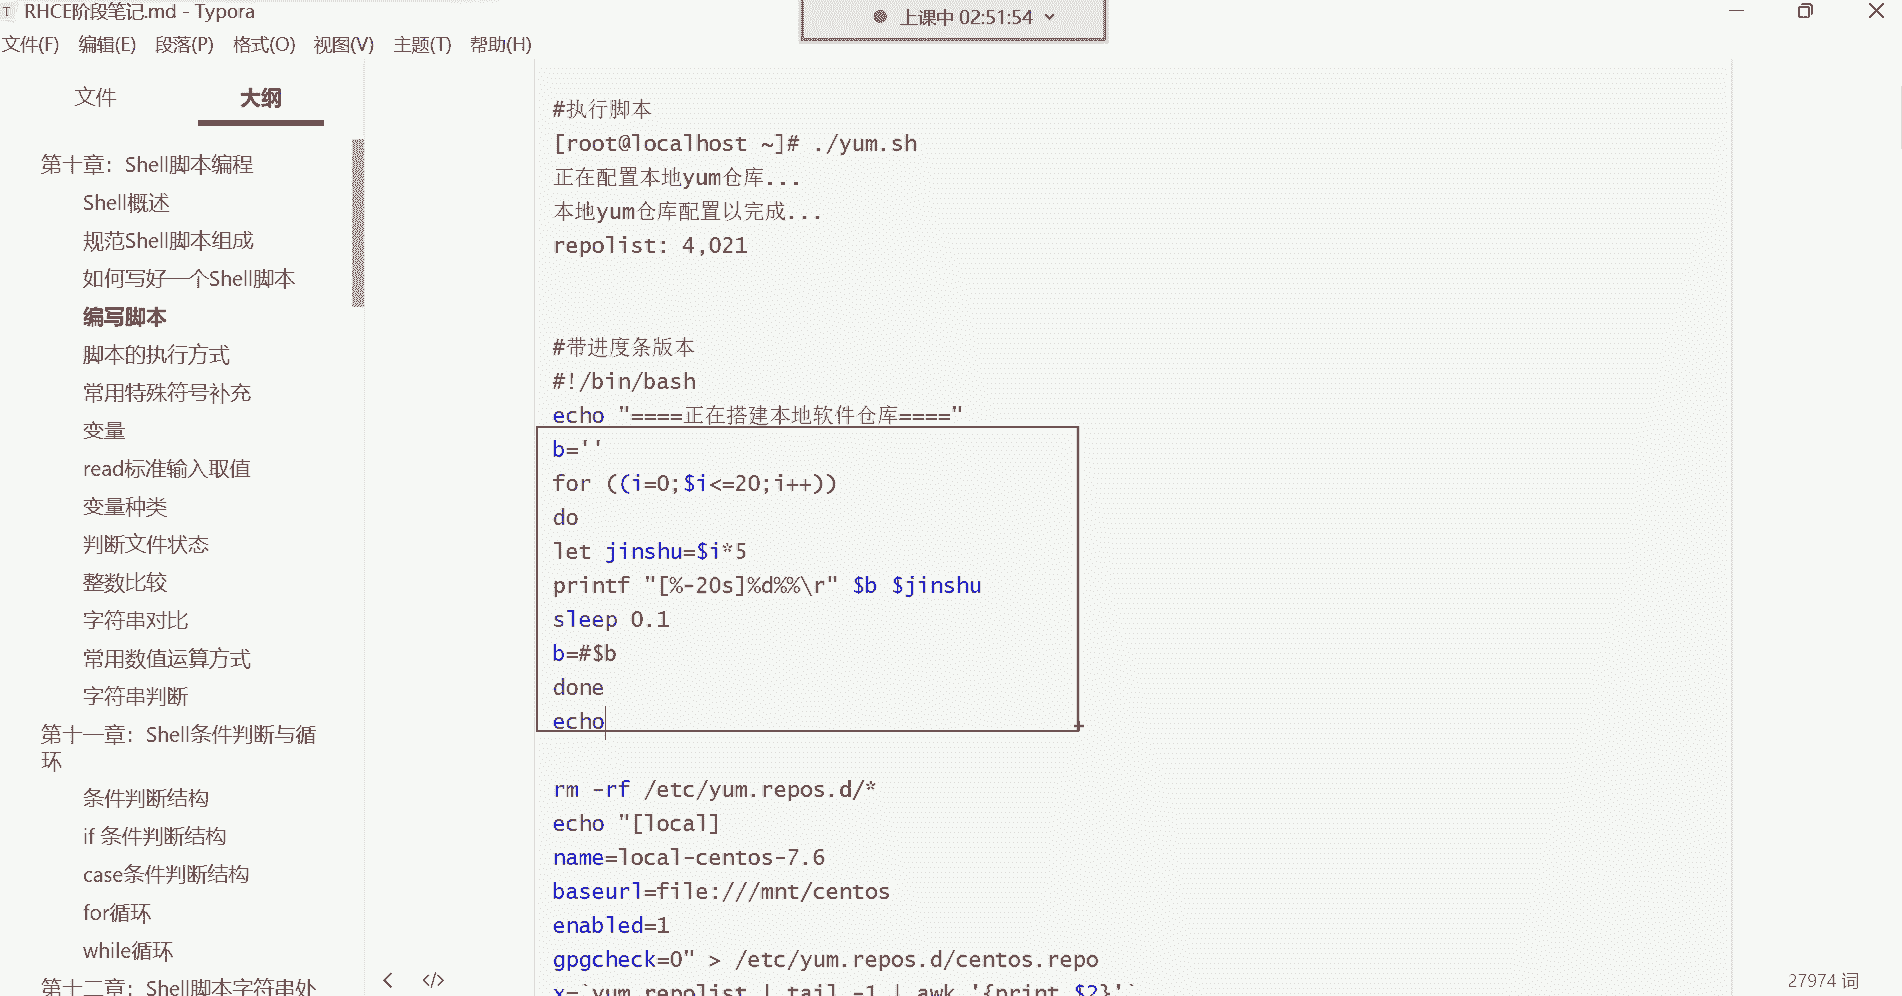 RHCE阶段笔记.md - Typora
上课中 02:51:54
文件(F) 编辑(E) 段落(P) 格式(O) 视图(V) 主题(T) 帮助(H)
文件 大纲
第十章：Shell脚本编程
Shell概述
规范Shell脚本组成
如何写好一个Shell脚本
编写脚本
脚本的执行方式
常用特殊符号补充
变量
read标准输入取值
变量种类
判断文件状态
整数比较
字符串对比
常用数值运算方式
字符串判断
第十一章：Shell条件判断与循
环
条件判断结构
if 条件判断结构
case条件判断结构
for循环
while循环
第十二章：Shell脚本字符串处
#执行脚本
[root@localhost ~]# ./yum.sh
正在配置本地yum仓库...
本地yum仓库配置以完成...
repolist: 4,021
#带进度条版本
#!/bin/bash
echo "====正在搭建本地软件仓库===="
b=''
for ((i=0;$i<=20;i++))
do
let jinshu=$i*5
printf "[%-20s]%d%%\r" $b $jinshu
sleep 0.1
b=#$b
done
echo
rm -rf /etc/yum.repos.d/*
echo "[local]
name=local-centos-7.6
baseurl=file:///mnt/centos
enabled=1
gpgcheck=0" > /etc/yum.repos.d/centos.repo
x=`yum repolist | tail -1 | awk '{print $2}'`
27974 词